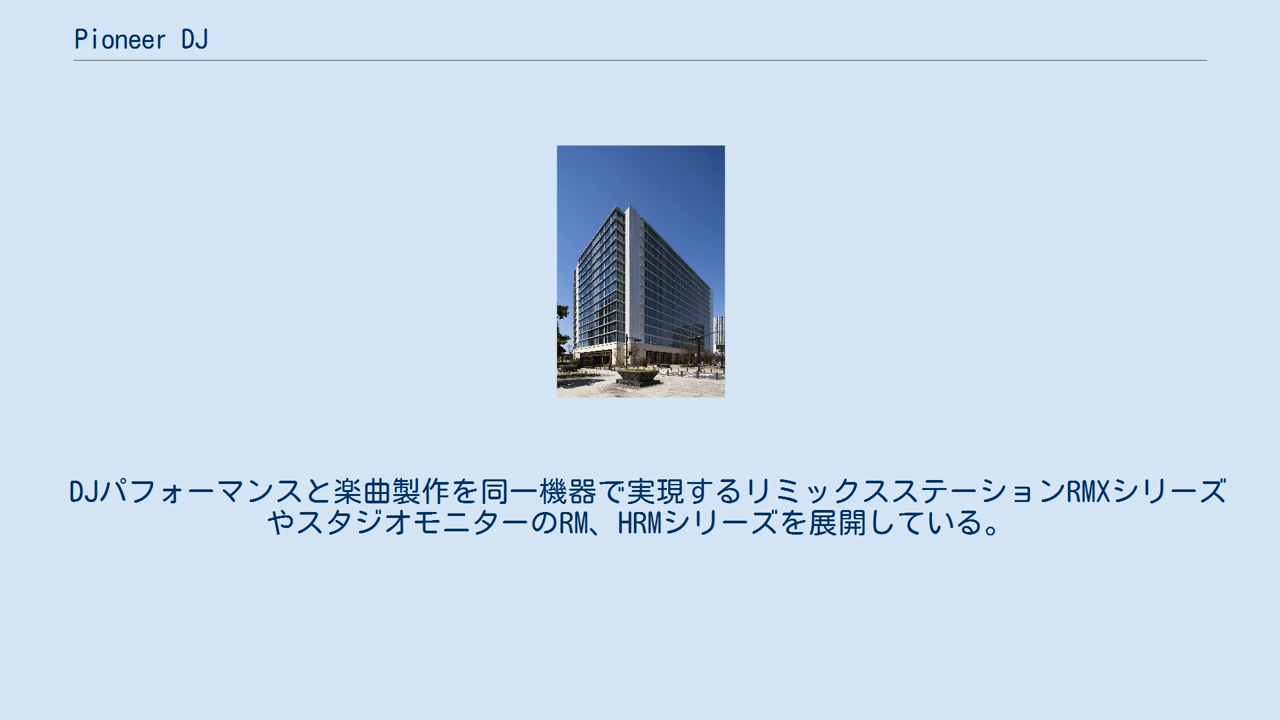 Pioneer DJ
DJパフォーマンスと楽曲製作を同一機器で実現するリミックスステーションRMXシリーズ
やスタジオモニターのRM、HRMシリーズを展開している。